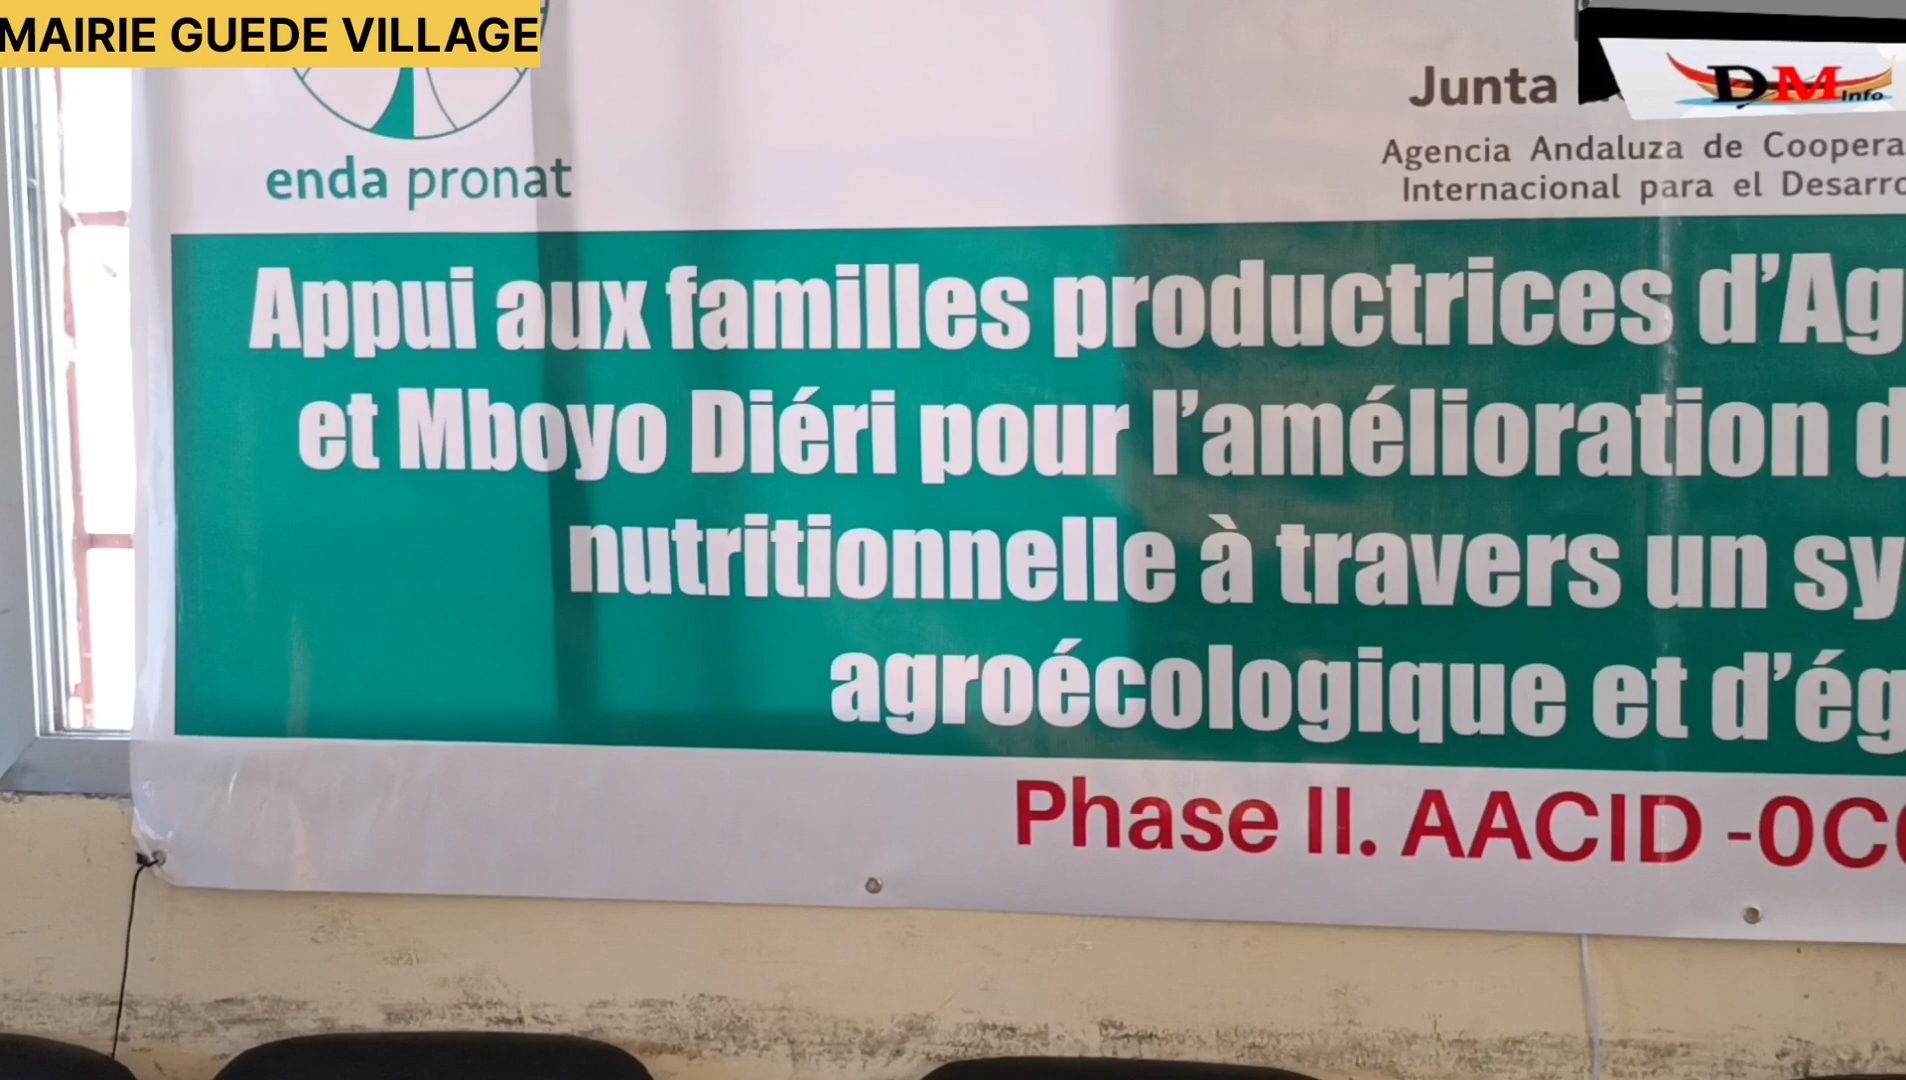 MAIRIE GUEDE VILLAGE
enda pronat
Junta
DM Info
Agencia Andaluza de Coopera
Internacional para el Desarro
Appui aux familles productrices d'Ag
et Mboyo Diéri pour l'amélioration d
nutritionnelle à travers un sy
agroécologique et d'ég
Phase II. AACID -0C